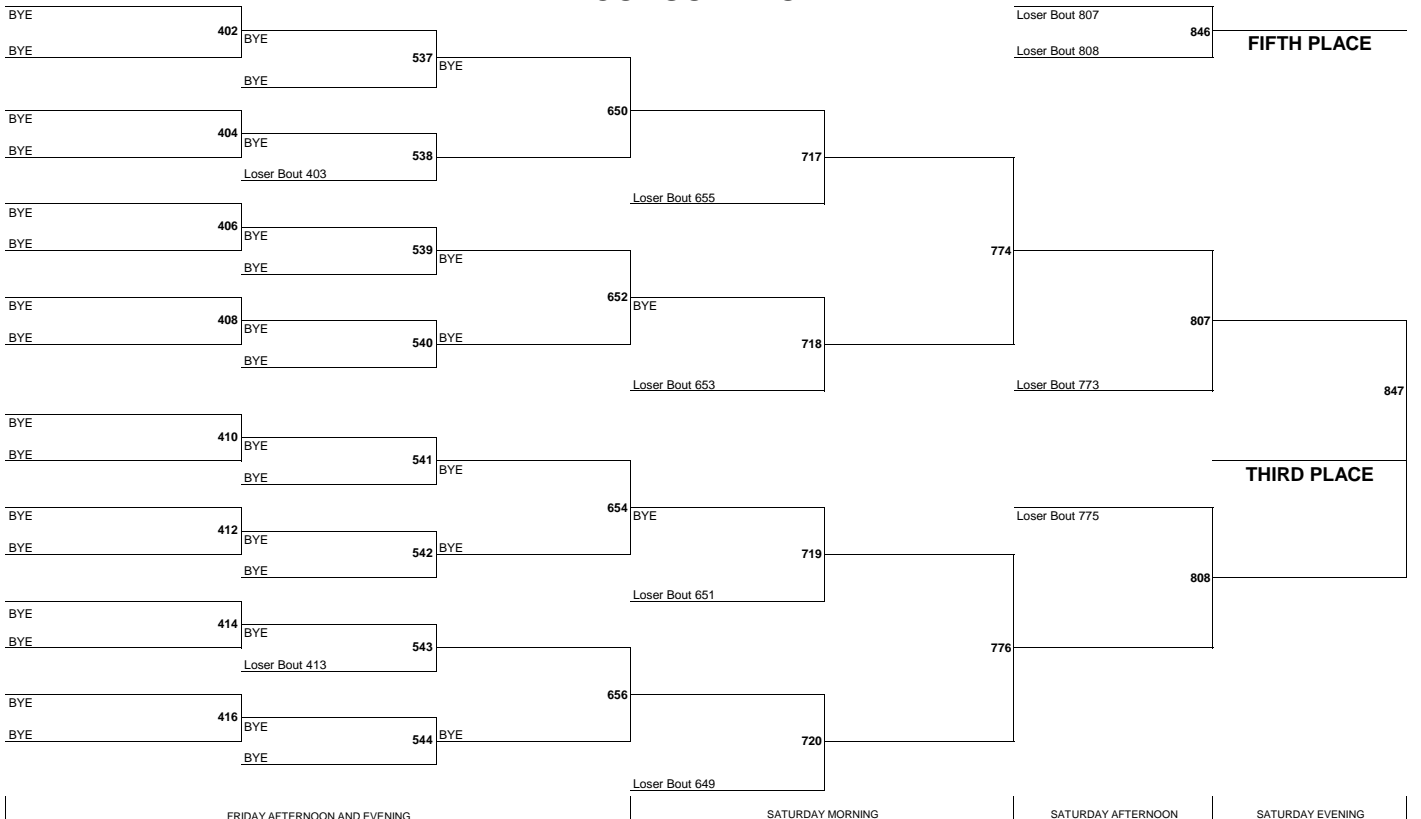 BYE
402
BYE
BYE
537
BYE
BYE
BYE
404
BYE
BYE
538
Loser Bout 403
650
BYE
406
BYE
BYE
539
BYE
BYE
BYE
408
BYE
BYE
540
BYE
BYE
652
BYE
717
Loser Bout 655
718
Loser Bout 653
774
BYE
410
BYE
BYE
541
BYE
BYE
BYE
412
BYE
BYE
542
BYE
BYE
654
BYE
BYE
414
BYE
BYE
543
Loser Bout 413
BYE
416
BYE
BYE
544
BYE
BYE
656
719
Loser Bout 651
720
Loser Bout 649
776
Loser Bout 807
846
Loser Bout 808
FIFTH PLACE
807
Loser Bout 773
847
THIRD PLACE
Loser Bout 775
808
FRIDAY AFTERNOON AND EVENING
SATURDAY MORNING
SATURDAY AFTERNOON
SATURDAY EVENING